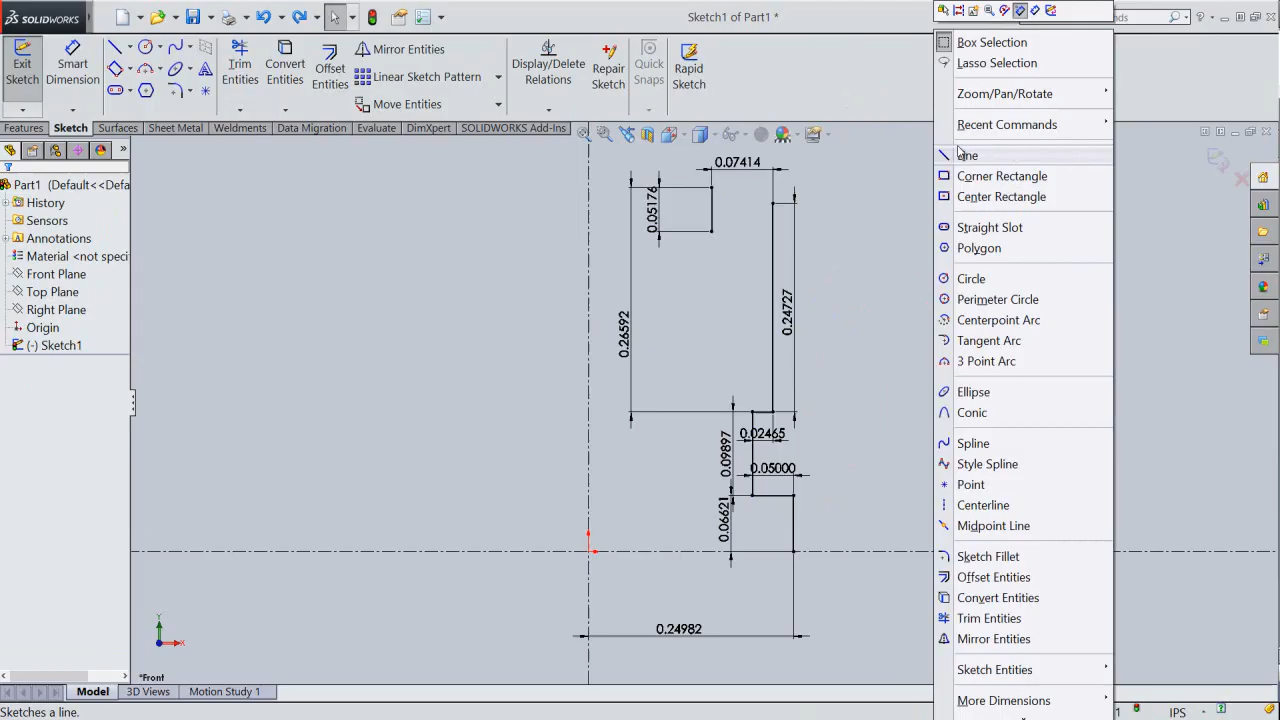 SOLIDWORKS
Sketch1 of Part1 *
Exit Sketch
Smart Dimension
Trim Entities
Convert Entities
Offset Entities
Mirror Entities
Linear Sketch Pattern
Move Entities
Display/Delete Relations
Repair Sketch
Quick Snaps
Rapid Sketch
Features
Sketch
Surfaces
Sheet Metal
Weldments
Data Migration
Evaluate
DimXpert
SOLIDWORKS Add-Ins
Part1 (Default<<Defa
History
Sensors
Annotations
Material <not speci
Front Plane
Top Plane
Right Plane
Origin
(-) Sketch1
0.07414
0.05176
0.26592
0.24727
0.02465
0.09897
0.05000
0.06621
0.24982
Y
X
*Front
Box Selection
Lasso Selection
Zoom/Pan/Rotate
Recent Commands
Corner Rectangle
Center Rectangle
Straight Slot
Polygon
Circle
Perimeter Circle
Centerpoint Arc
Tangent Arc
3 Point Arc
Ellipse
Conic
Spline
Style Spline
Point
Centerline
Midpoint Line
Sketch Fillet
Offset Entities
Convert Entities
Trim Entities
Mirror Entities
Sketch Entities
More Dimensions
Model
3D Views
Motion Study 1
Sketches a line.
IPS